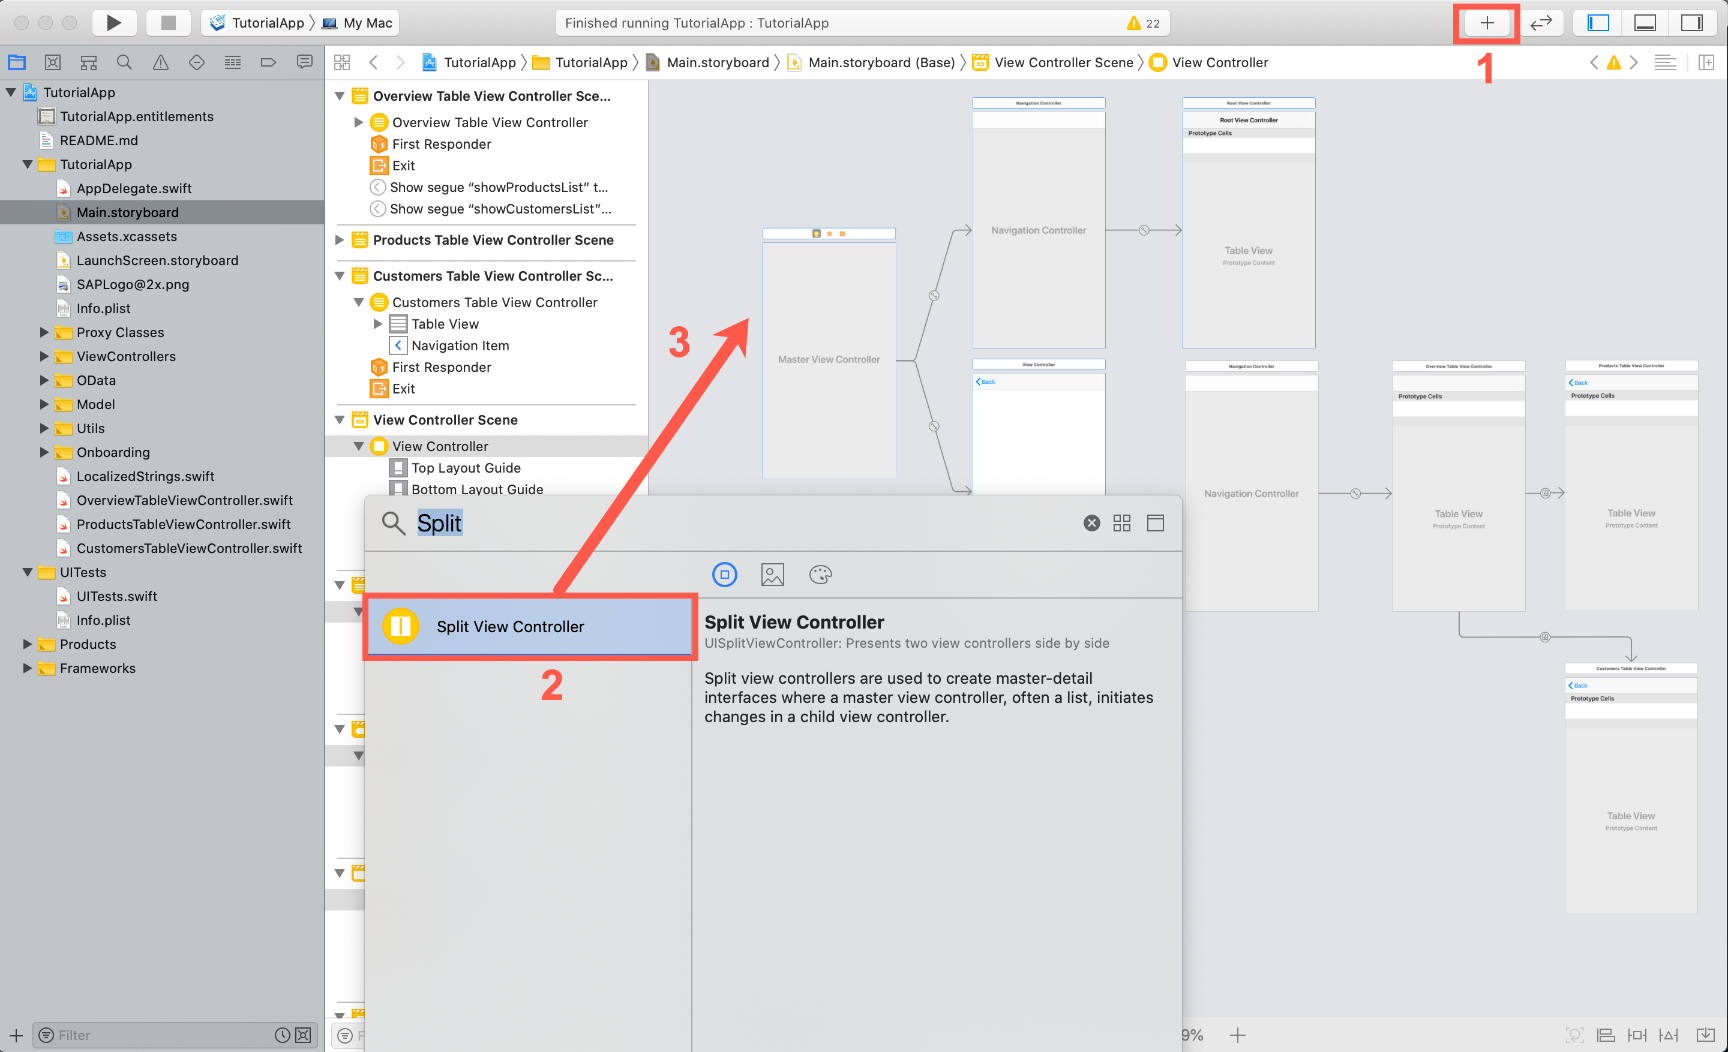 TutorialApp
My Mac
Finished running TutorialApp : TutorialApp
22
1
TutorialApp
TutorialApp
Main.storyboard
Main.storyboard (Base)
View Controller Scene
View Controller
TutorialApp
TutorialApp.entitlements
README.md
TutorialApp
AppDelegate.swift
Main.storyboard
Assets.xcassets
LaunchScreen.storyboard
SAPLogo@2x.png
Info.plist
Proxy Classes
ViewControllers
OData
Model
Utils
Onboarding
LocalizedStrings.swift
OverviewTableViewController.swift
ProductsTableViewController.swift
CustomersTableViewController.swift
UITests
UITests.swift
Info.plist
Products
Frameworks
Filter
Overview Table View Controller Sce...
Overview Table View Controller
First Responder
Exit
Show segue “showProductsList” t...
Show segue “showCustomersList”...
Products Table View Controller Scene
Customers Table View Controller Sc...
Customers Table View Controller
Table View
Navigation Item
First Responder
Exit
View Controller Scene
View Controller
Top Layout Guide
Bottom Layout Guide
3
Master View Controller
Navigation Controller
Navigation Controller
Root View Controller
Root View Controller
Prototype Cells
Table View
Prototype Content
View Controller
Back
Navigation Controller
Navigation Controller
Overview Table View Controller
Prototype Cells
Table View
Prototype Content
Products Table View Controller
Back
Prototype Cells
Table View
Prototype Content
Customers Table View Controller
Back
Prototype Cells
Table View
Prototype Content
Split
Split View Controller
2
Split View Controller
UISplitViewController: Presents two view controllers side by side
Split view controllers are used to create master-detail
interfaces where a master view controller, often a list, initiates
changes in a child view controller.
9%